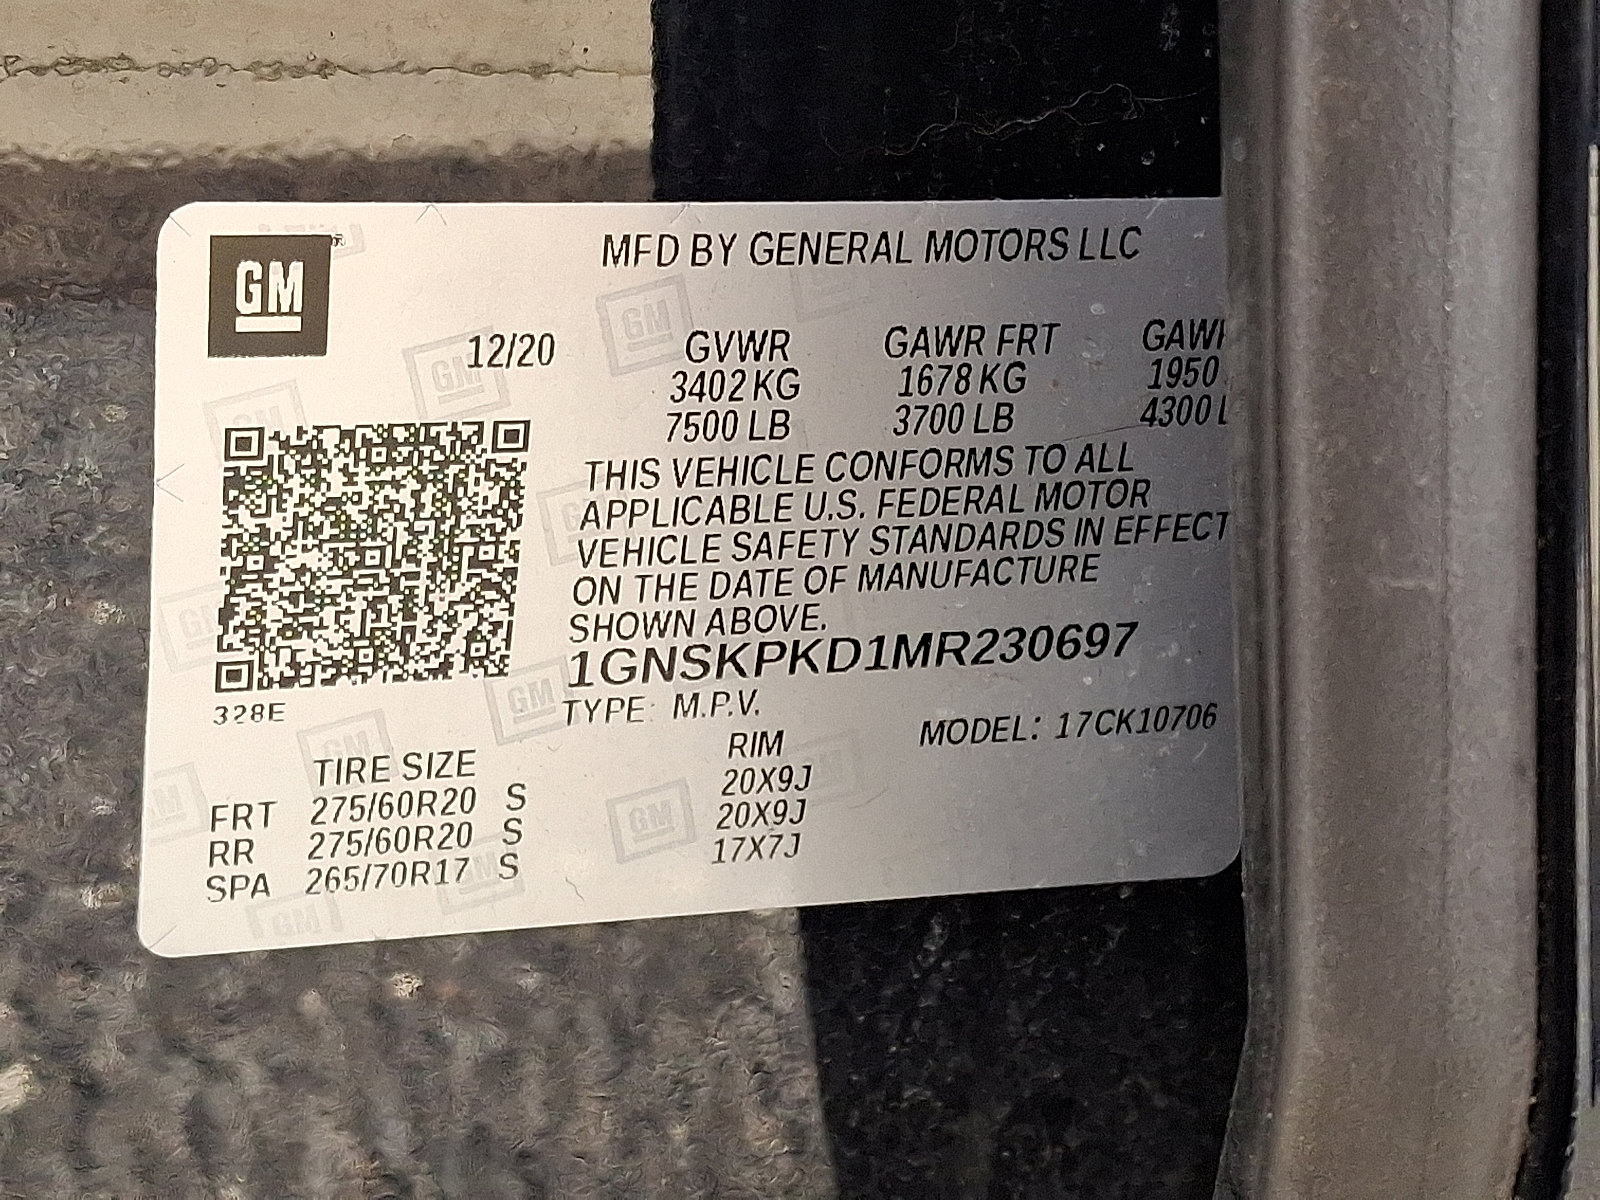 GM
MFD BY GENERAL MOTORS LLC
12/20 GVWR GAWR FRT GAWR
3402 KG 1678 KG 1950
7500 LB 3700 LB 4300 L
THIS VEHICLE CONFORMS TO ALL
APPLICABLE U.S. FEDERAL MOTOR
VEHICLE SAFETY STANDARDS IN EFFECT
ON THE DATE OF MANUFACTURE
SHOWN ABOVE.
1GNSKPKD1MR230697
328E
TYPE: M.P.V.
MODEL: 17CK10706
TIRE SIZE RIM
FRT 275/60R20 S 20X9J
RR 275/60R20 S 20X9J
SPA 265/70R17 S 17X7J